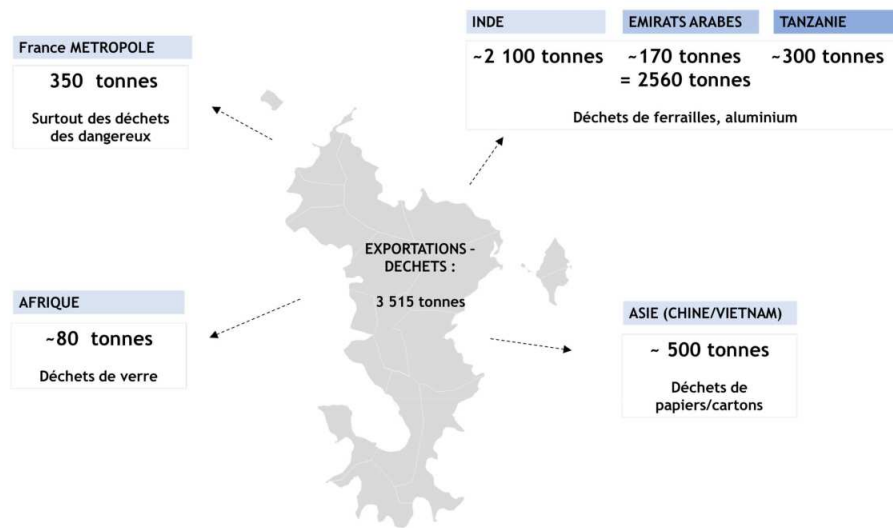 France METROPOLE
350 tonnes
Surtout des déchets
des dangereux
INDE
EMIRATS ARABES
TANZANIE
~2 100 tonnes
~170 tonnes
~300 tonnes
= 2560 tonnes
Déchets de ferrailles, aluminium
EXPORTATIONS -
DECHETS :
3 515 tonnes
AFRIQUE
~80 tonnes
Déchets de verre
ASIE (CHINE/VIETNAM)
~ 500 tonnes
Déchets de
papiers/cartons